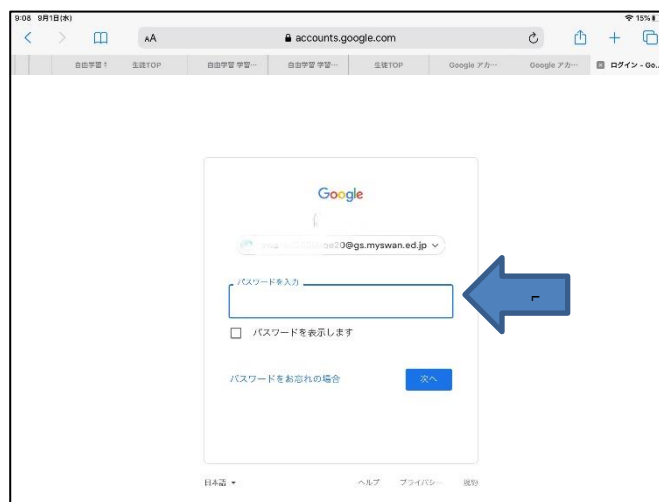 9:08 9月1日(水) 15%
AA accounts.google.com
自由学習 生徒TOP 自由学習 学習… 自由学習 学習… 生徒TOP Google アカ… Google アカ… ログイン - Go…
Google
@gs.myswan.ed.jp
パスワードを入力
「
パスワードを表示します
パスワードをお忘れの場合 次へ
日本語 ヘルプ プライバシー 規約